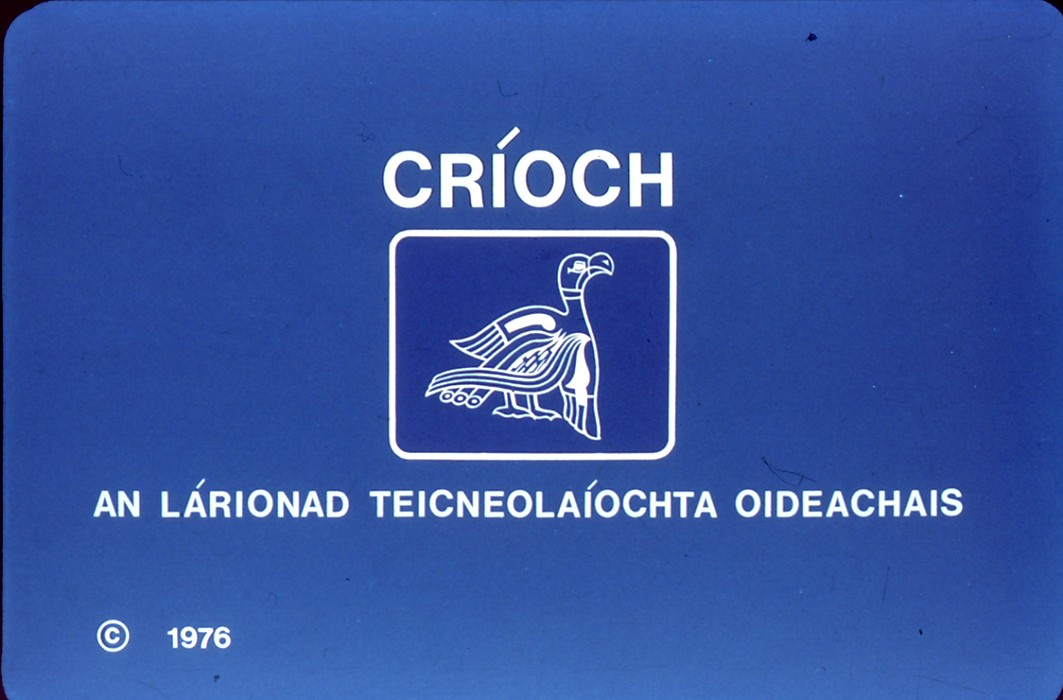 CRÍOCH
AN LÁRIONAD TEICNEOLAÍOCHTA OIDEACHAIS
© 1976